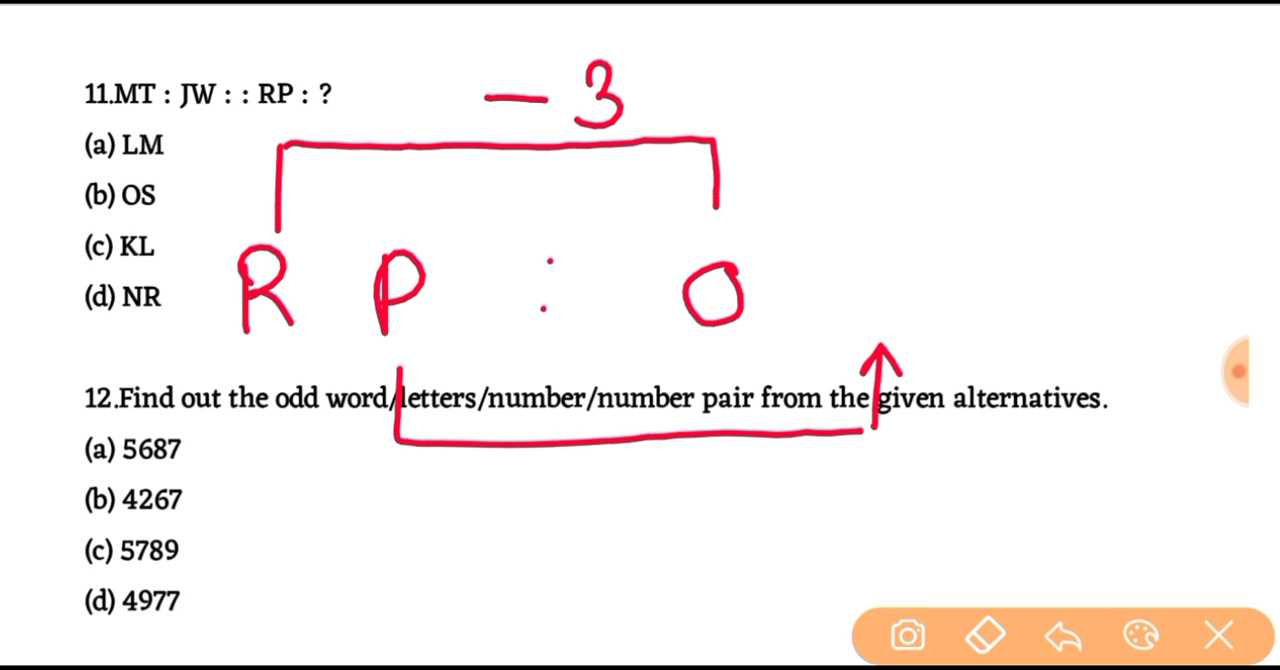 11.MT : JW : : RP : ?
— 3
(a) LM
(b) OS
(c) KL
(d) NR
R P : O
12.Find out the odd word/letters/number/number pair from the given alternatives.
(a) 5687
(b) 4267
(c) 5789
(d) 4977